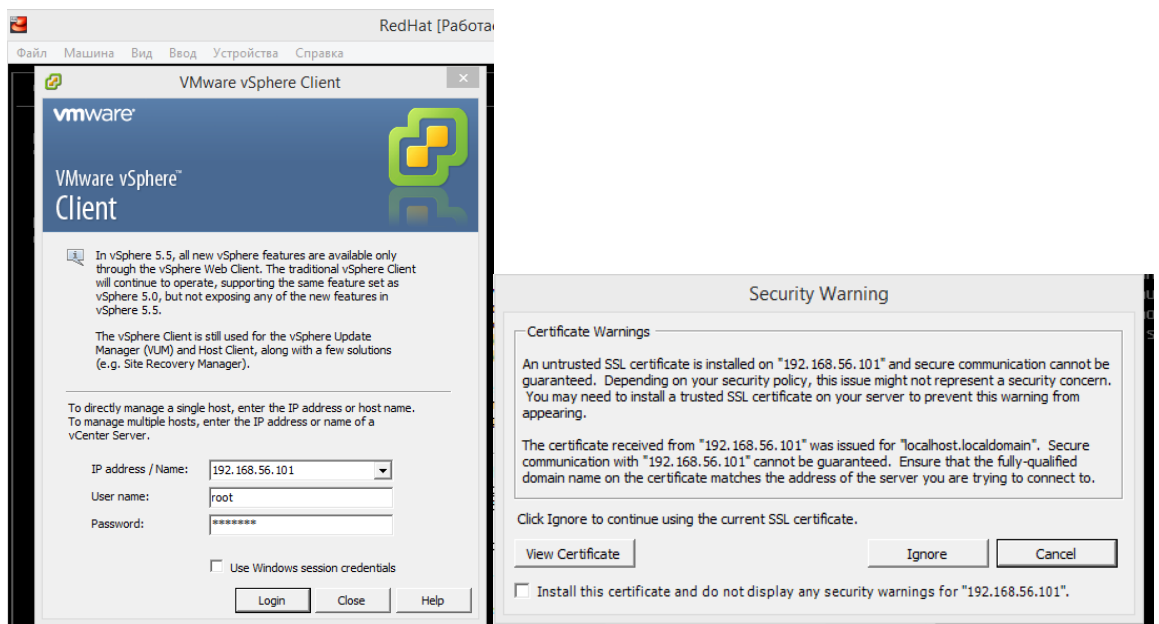 RedHat [Работае
Файл Машина Вид Ввод Устройства Справка
VMware vSphere Client
vmware
VMware vSphere™
Client
In vSphere 5.5, all new vSphere features are available only
through the vSphere Web Client. The traditional vSphere Client
will continue to operate, supporting the same feature set as
vSphere 5.0, but not exposing any of the new features in
vSphere 5.5.
The vSphere Client is still used for the vSphere Update
Manager (VUM) and Host Client, along with a few solutions
(e.g. Site Recovery Manager).
To directly manage a single host, enter the IP address or host name.
To manage multiple hosts, enter the IP address or name of a
vCenter Server.
IP address / Name: 192.168.56.101
User name: root
Password: *******
Use Windows session credentials
Login Close Help
Security Warning
Certificate Warnings
An untrusted SSL certificate is installed on "192.168.56.101" and secure communication cannot be
guaranteed. Depending on your security policy, this issue might not represent a security concern.
You may need to install a trusted SSL certificate on your server to prevent this warning from
appearing.
The certificate received from "192.168.56.101" was issued for "localhost.localdomain". Secure
communication with "192.168.56.101" cannot be guaranteed. Ensure that the fully-qualified
domain name on the certificate matches the address of the server you are trying to connect to.
Click Ignore to continue using the current SSL certificate.
View Certificate Ignore Cancel
Install this certificate and do not display any security warnings for "192.168.56.101".